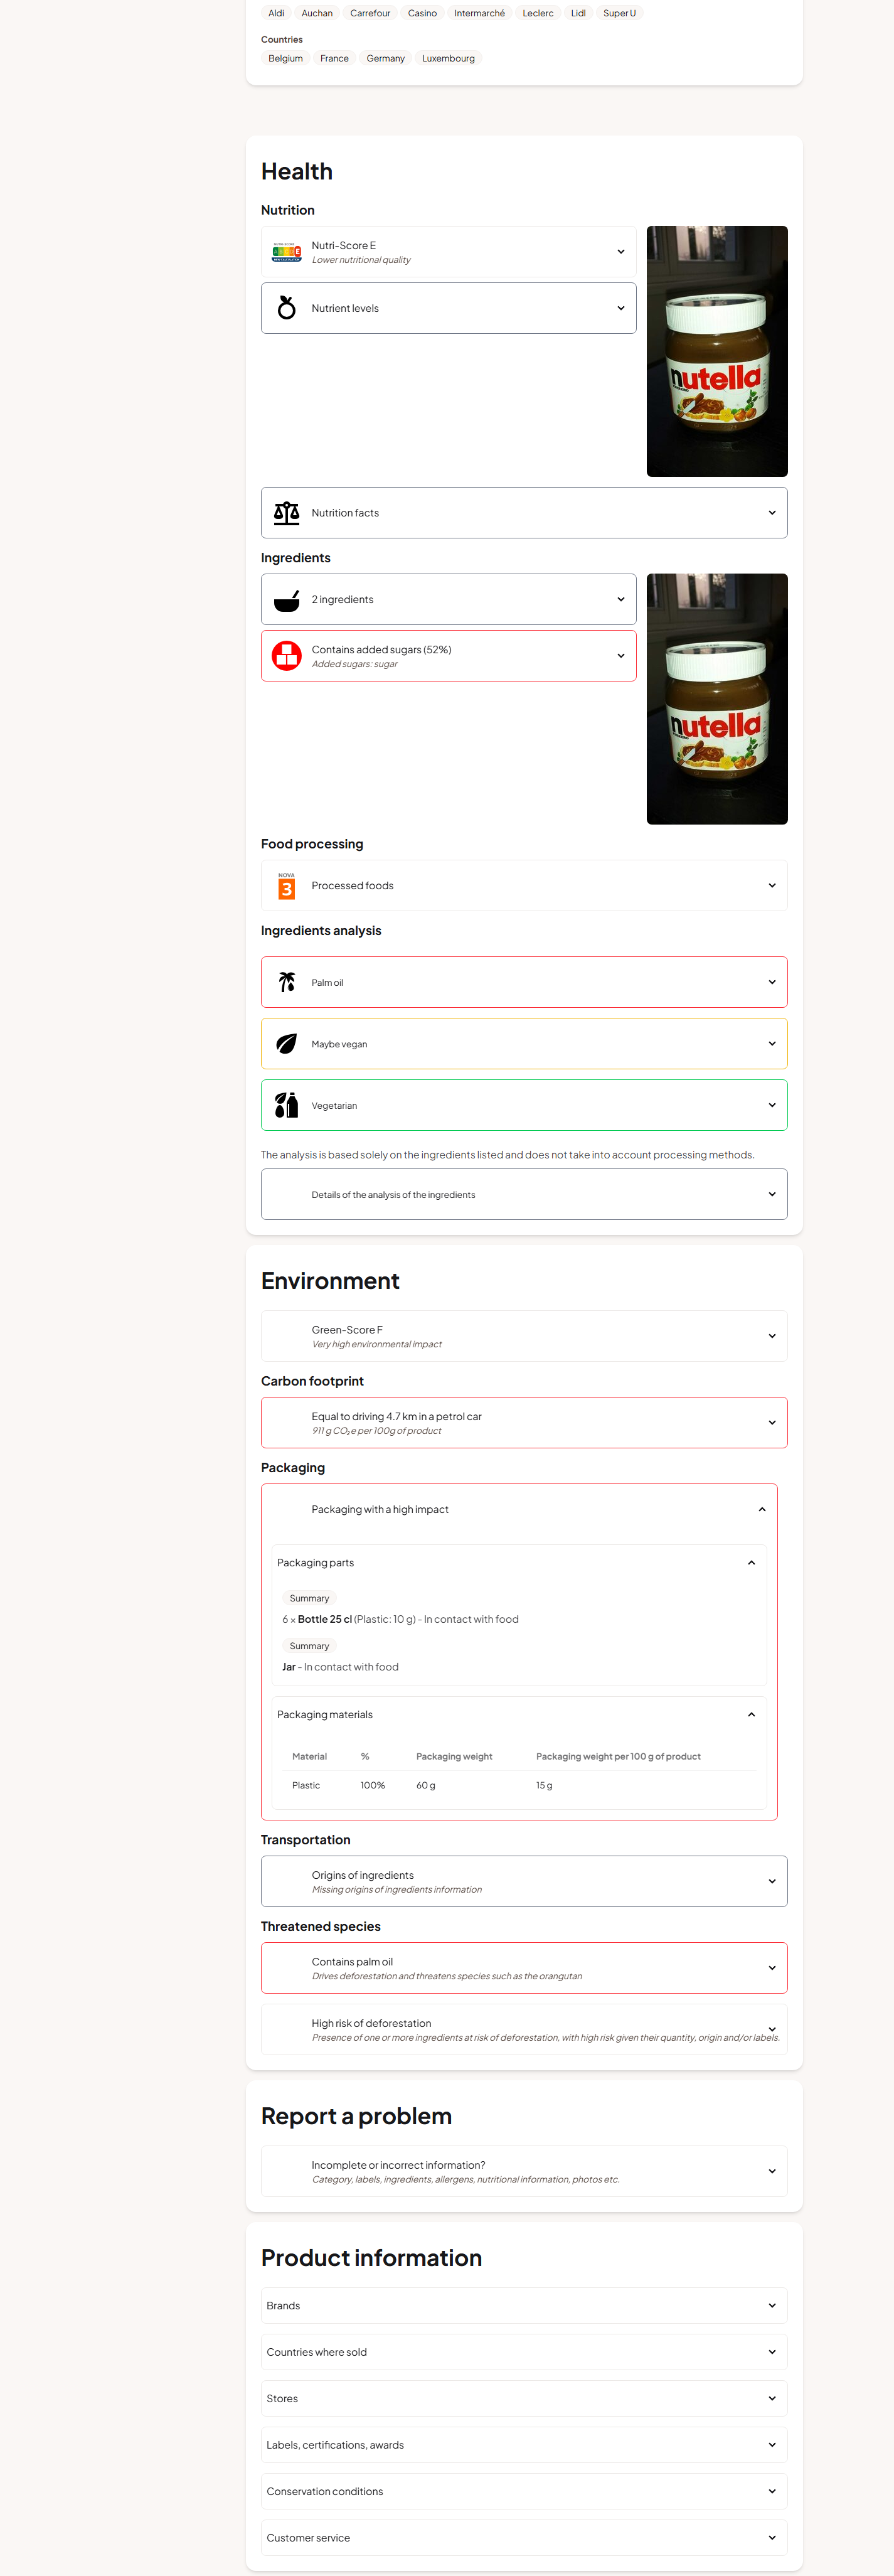 Aldi Auchan Carrefour Casino Intermarché Leclerc Lidl Super U
Countries
Belgium France Germany Luxembourg
Health
Nutrition
NUTRI-SCORE
E
Nutri-Score E
Lower nutritional quality
Nutrient levels
nutella
Nutrition facts
Ingredients
2 ingredients
Contains added sugars (52%)
Added sugars: sugar
nutella
Food processing
NOVA
3
Processed foods
Ingredients analysis
Palm oil
Maybe vegan
Vegetarian
The analysis is based solely on the ingredients listed and does not take into account processing methods.
Details of the analysis of the ingredients
Environment
Green-Score F
Very high environmental impact
Carbon footprint
Equal to driving 4.7 km in a petrol car
911 g CO₂e per 100g of product
Packaging
Packaging with a high impact
Packaging parts
Summary
6 × Bottle 25 cl (Plastic: 10 g) - In contact with food
Summary
Jar - In contact with food
Packaging materials
Material % Packaging weight Packaging weight per 100 g of product
Plastic 100% 60 g 15 g
Transportation
Origins of ingredients
Missing origins of ingredients information
Threatened species
Contains palm oil
Drives deforestation and threatens species such as the orangutan
High risk of deforestation
Presence of one or more ingredients at risk of deforestation, with high risk given their quantity, origin and/or labels.
Report a problem
Incomplete or incorrect information?
Category, labels, ingredients, allergens, nutritional information, photos etc.
Product information
Brands
Countries where sold
Stores
Labels, certifications, awards
Conservation conditions
Customer service